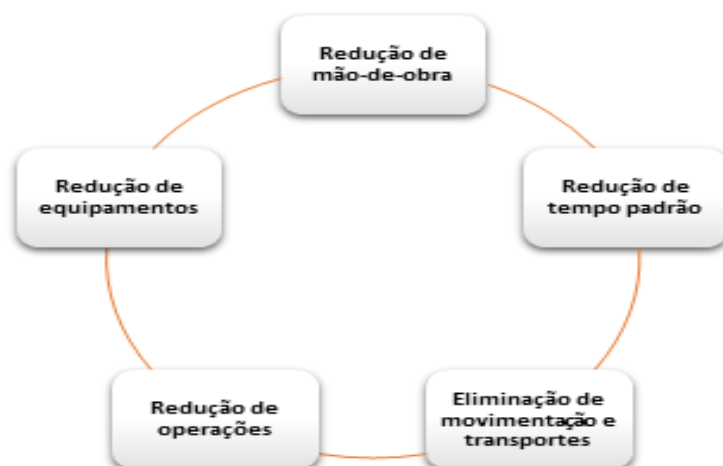 Redução de
mão-de-obra
Redução de
tempo padrão
Eliminação de
movimentação e
transportes
Redução de
operações
Redução de
equipamentos